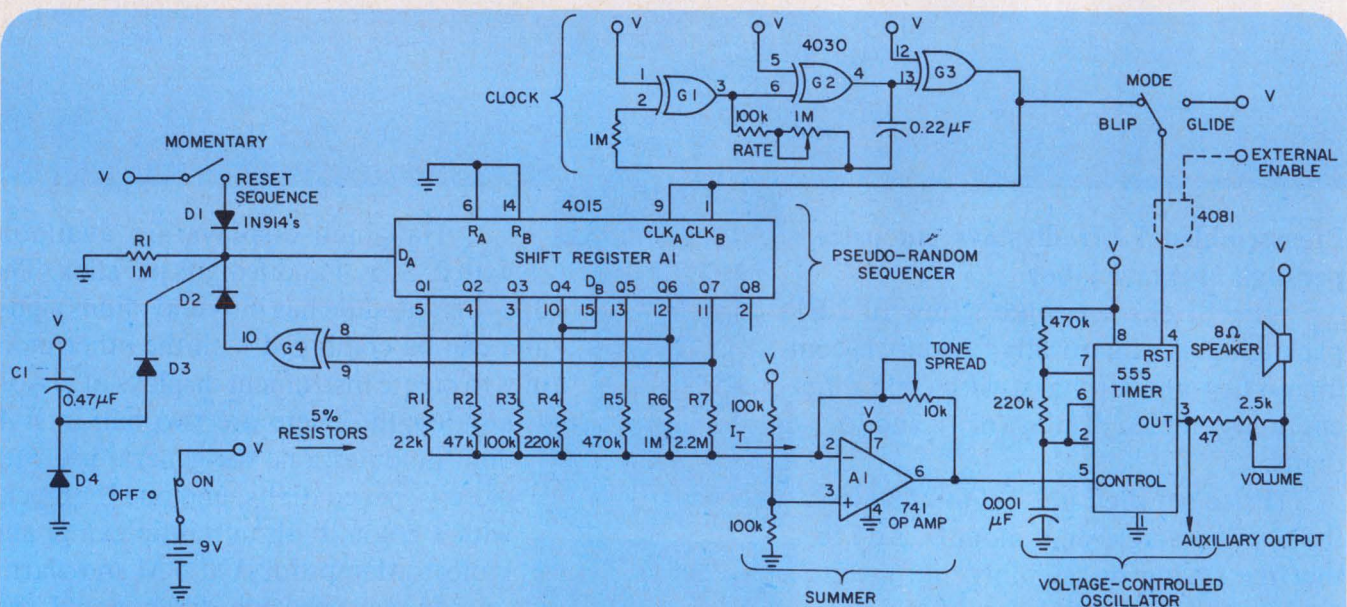 V
V
4030
V
CLOCK
1
2
G1
3
5
6
G2
4
12
13
G3
1M
100k
1M
RATE
0.22μF
MODE
BLIP
GLIDE
V
EXTERNAL
ENABLE
4081
MOMENTARY
V
RESET
SEQUENCE
D1
1N914's
R1
1M
D2
6
14
4015
9
1
RA
RB
CLKA
CLKB
DA
SHIFT REGISTER A1
PSEUDO-RANDOM
SEQUENCER
Q1
Q2
Q3
Q4
DB
Q5
Q6
Q7
Q8
5
4
3
10
15
13
12
11
2
10
G4
8
9
V
C1
0.47μF
D3
D4
5%
RESISTORS
R1
R2
R3
R4
R5
R6
R7
22k
47k
100k
220k
470k
1M
2.2M
OFF
ON
V
9V
V
100k
IT
100k
TONE
SPREAD
10k
V
2
−
3
+
7
A1
6
4
741
OP AMP
SUMMER
V
470k
220k
0.001
μF
8
4
RST
7
555
TIMER
6
2
OUT
3
5
CONTROL
1
V
8Ω
SPEAKER
47
2.5k
VOLUME
AUXILIARY OUTPUT
VOLTAGE-CONTROLLED
OSCILLATOR